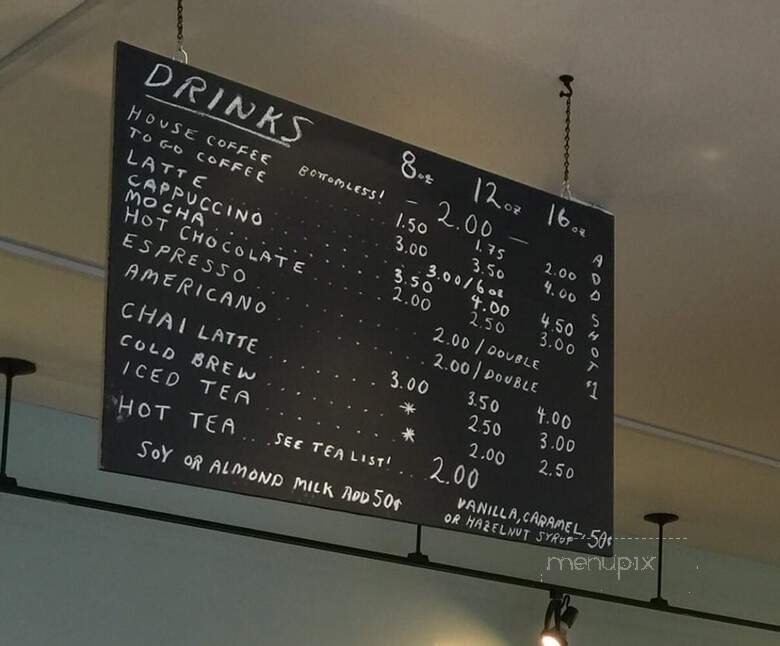 DRINKS 8oz 12oz 16oz
HOUSE COFFEE BOTTOMLESS! — 2.00 —
TO GO COFFEE 1.50 1.75 2.00
LATTE 3.00 3.50 4.00
CAPPUCCINO 3.00/6oz
MOCHA 3.50 4.00 4.50
HOT CHOCOLATE 2.00 2.50 3.00
ESPRESSO 2.00/DOUBLE
AMERICANO 2.00/DOUBLE
CHAI LATTE 3.00 3.50 4.00
COLD BREW * 2.50 3.00
ICED TEA * 2.00 2.50
HOT TEA... SEE TEA LIST! ... 2.00
SOY OR ALMOND MILK ADD 50¢
VANILLA, CARAMEL,
OR HAZELNUT SYRUP 50¢
ADD SHOT $1
menupix